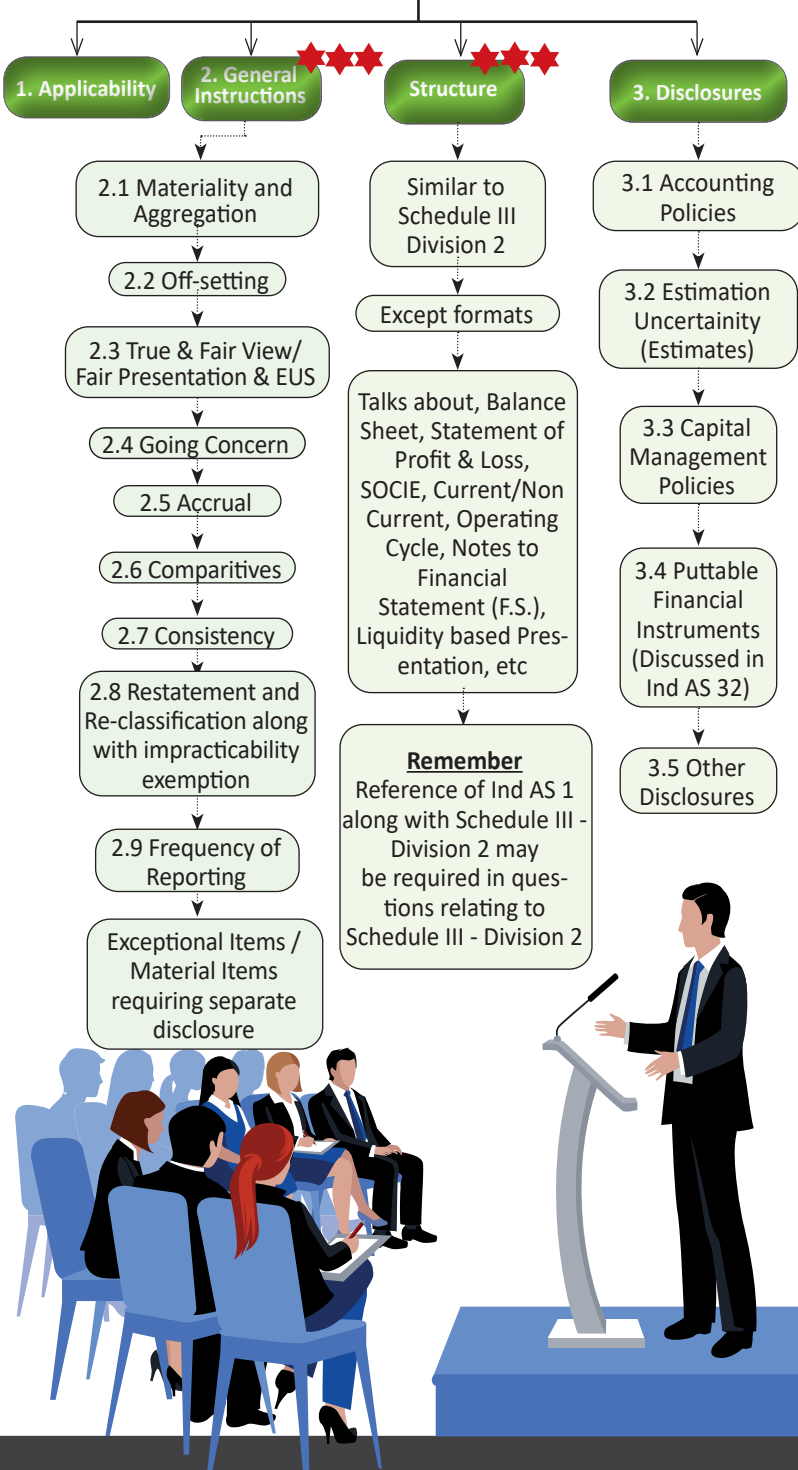 1. Applicability
2. General
Instructions
Structure
3. Disclosures
2.1 Materiality and
Aggregation
2.2 Off-setting
2.3 True & Fair View/
Fair Presentation & EUS
2.4 Going Concern
2.5 Accrual
2.6 Comparitives
2.7 Consistency
2.8 Restatement and
Re-classification along
with impracticability
exemption
2.9 Frequency of
Reporting
Exceptional Items /
Material Items
requiring separate
disclosure
Similar to
Schedule III
Division 2
Except formats
Talks about, Balance
Sheet, Statement of
Profit & Loss,
SOCIE, Current/Non
Current, Operating
Cycle, Notes to
Financial
Statement (F.S.),
Liquidity based Pres-
entation, etc
Remember
Reference of Ind AS 1
along with Schedule III -
Division 2 may
be required in ques-
tions relating to
Schedule III - Division 2
3.1 Accounting
Policies
3.2 Estimation
Uncertainity
(Estimates)
3.3 Capital
Management
Policies
3.4 Puttable
Financial
Instruments
(Discussed in
Ind AS 32)
3.5 Other
Disclosures